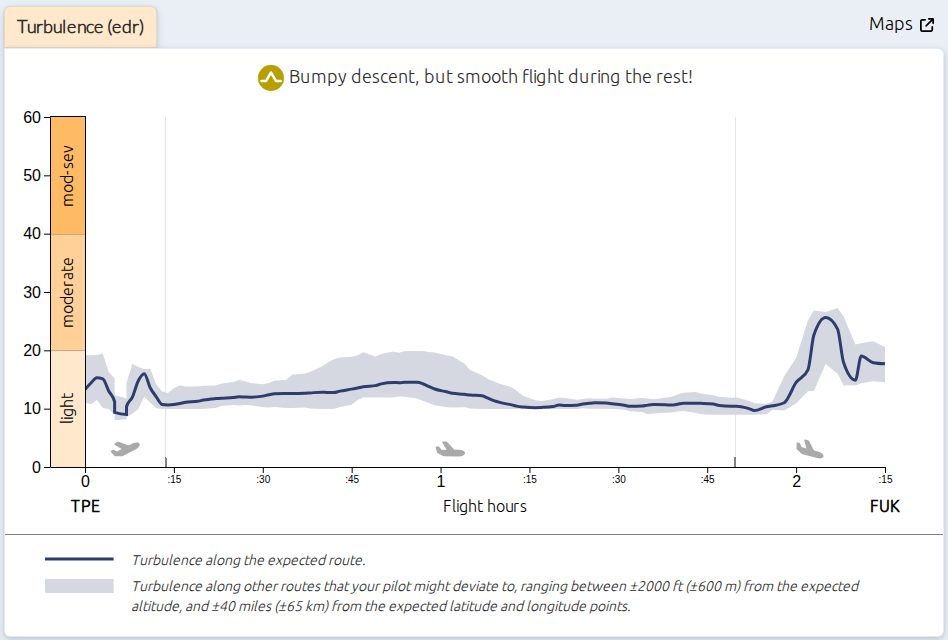 Turbulence (edr)
Maps
Bumpy descent, but smooth flight during the rest!
60
50
40
30
20
10
0
mod-sev
moderate
light
0 :15 :30 :45 1 :15 :30 :45 2 :15
TPE Flight hours FUK
Turbulence along the expected route.
Turbulence along other routes that your pilot might deviate to, ranging between ±2000 ft (±600 m) from the expected
altitude, and ±40 miles (±65 km) from the expected latitude and longitude points.